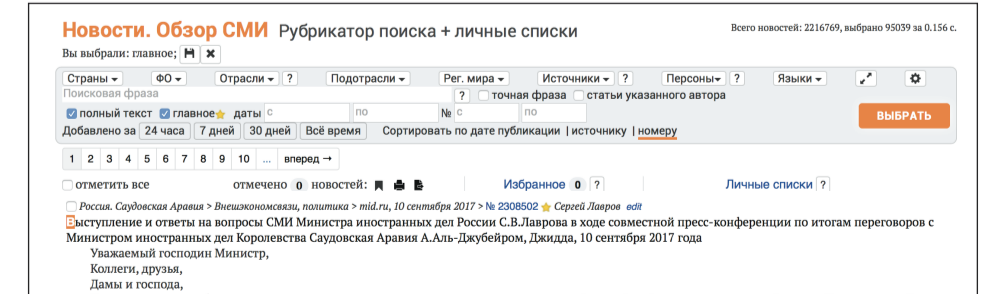 Новости. Обзор СМИ Рубрикатор поиска + личные списки
Всего новостей: 2216769, выбрано 95039 за 0.156 с.
Вы выбрали: главное;
Страны ФО Отрасли ? Подотрасли Рег. мира Источники ? Персоны ? Языки
Поисковая фраза ? точная фраза статьи указанного автора
полный текст главное даты с по № с по
ВЫБРАТЬ
Добавлено за 24 часа 7 дней 30 дней Всё время Сортировать по дате публикации | источнику | номеру
1 2 3 4 5 6 7 8 9 10 ... вперед →
отметить все отмечено 0 новостей: Избранное 0 ? Личные списки ?
Россия. Саудовская Аравия > Внешэкономсвязи, политика > mid.ru, 10 сентября 2017 > № 2308502 Сергей Лавров edit
Выступление и ответы на вопросы СМИ Министра иностранных дел России С.В.Лаврова в ходе совместной пресс-конференции по итогам переговоров с
Министром иностранных дел Королевства Саудовская Аравия А.Аль-Джубейром, Джидда, 10 сентября 2017 года
Уважаемый господин Министр,
Коллеги, друзья,
Дамы и господа,